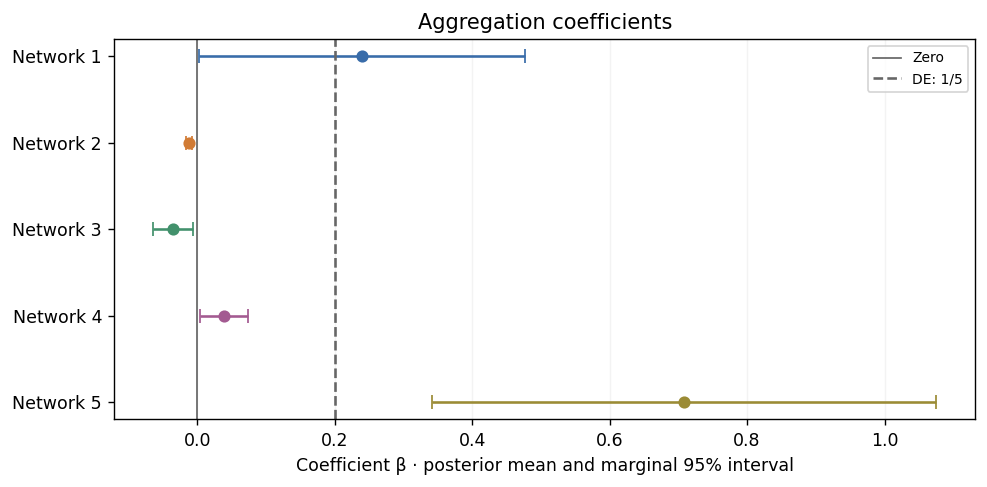 Aggregation coefficients
Network 1
Network 2
Network 3
Network 4
Network 5
Zero
DE: 1/5
0.0 0.2 0.4 0.6 0.8 1.0
Coefficient β · posterior mean and marginal 95% interval